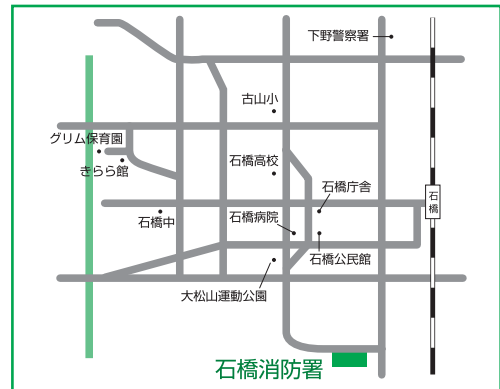 下野警察署
古山小
グリム保育園
きらら館
石橋高校
石橋庁舎
石橋
石橋中
石橋病院
石橋公民館
大松山運動公園
石橋消防署